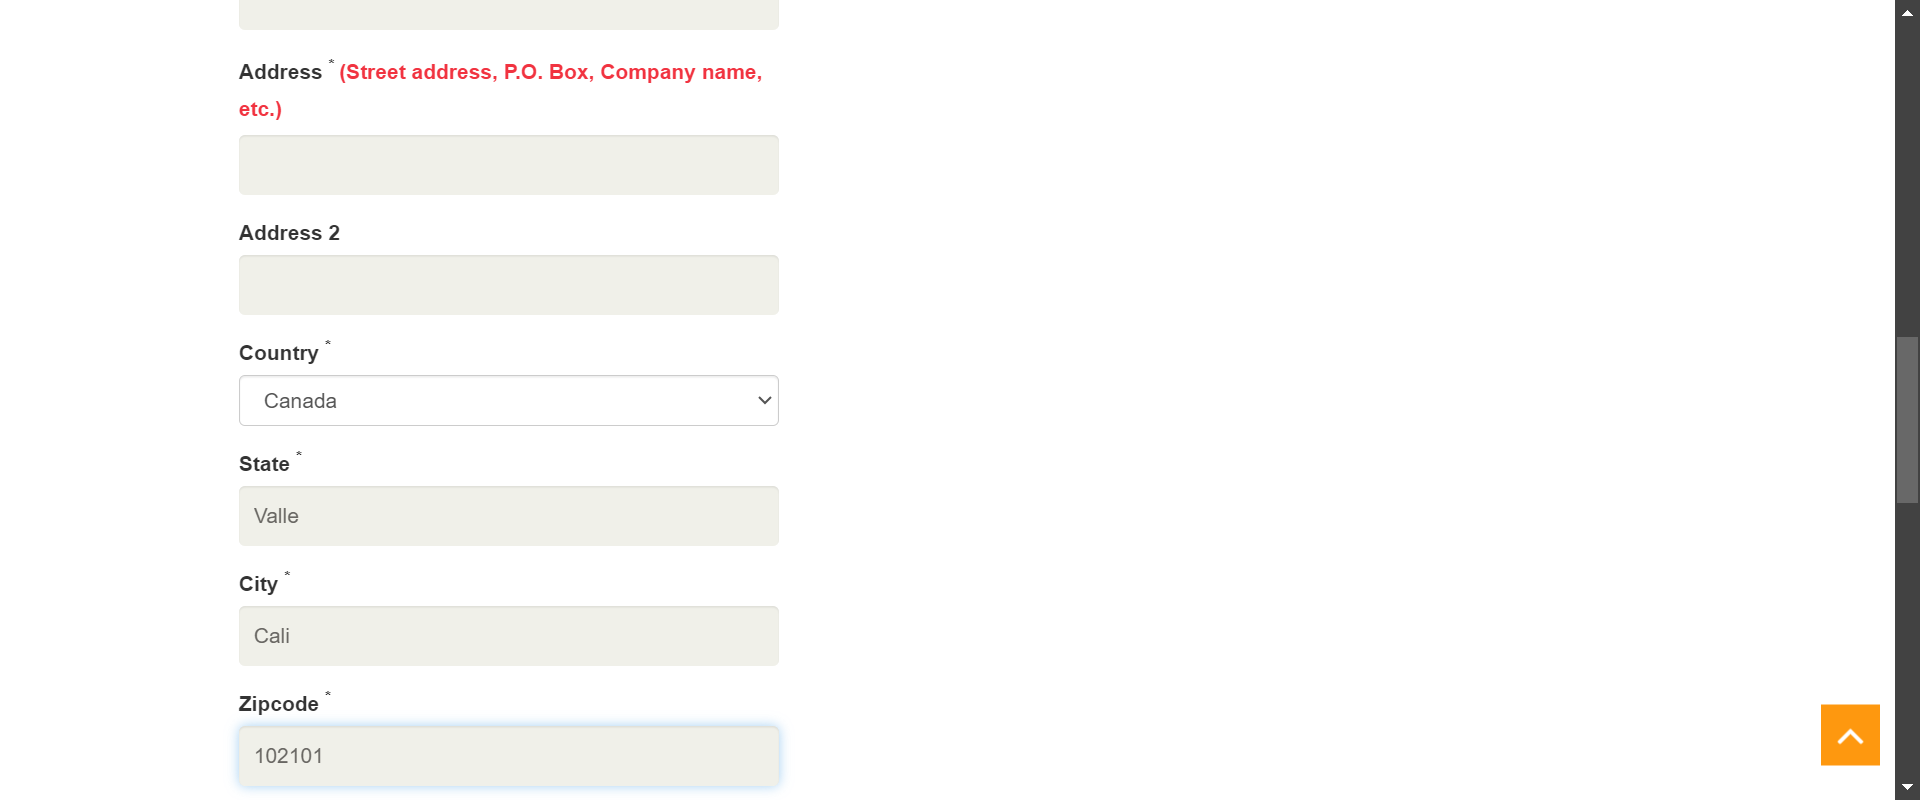 Address * (Street address, P.O. Box, Company name,
etc.)
Address 2
Country *
Canada
State *
Valle
City *
Cali
Zipcode *
102101